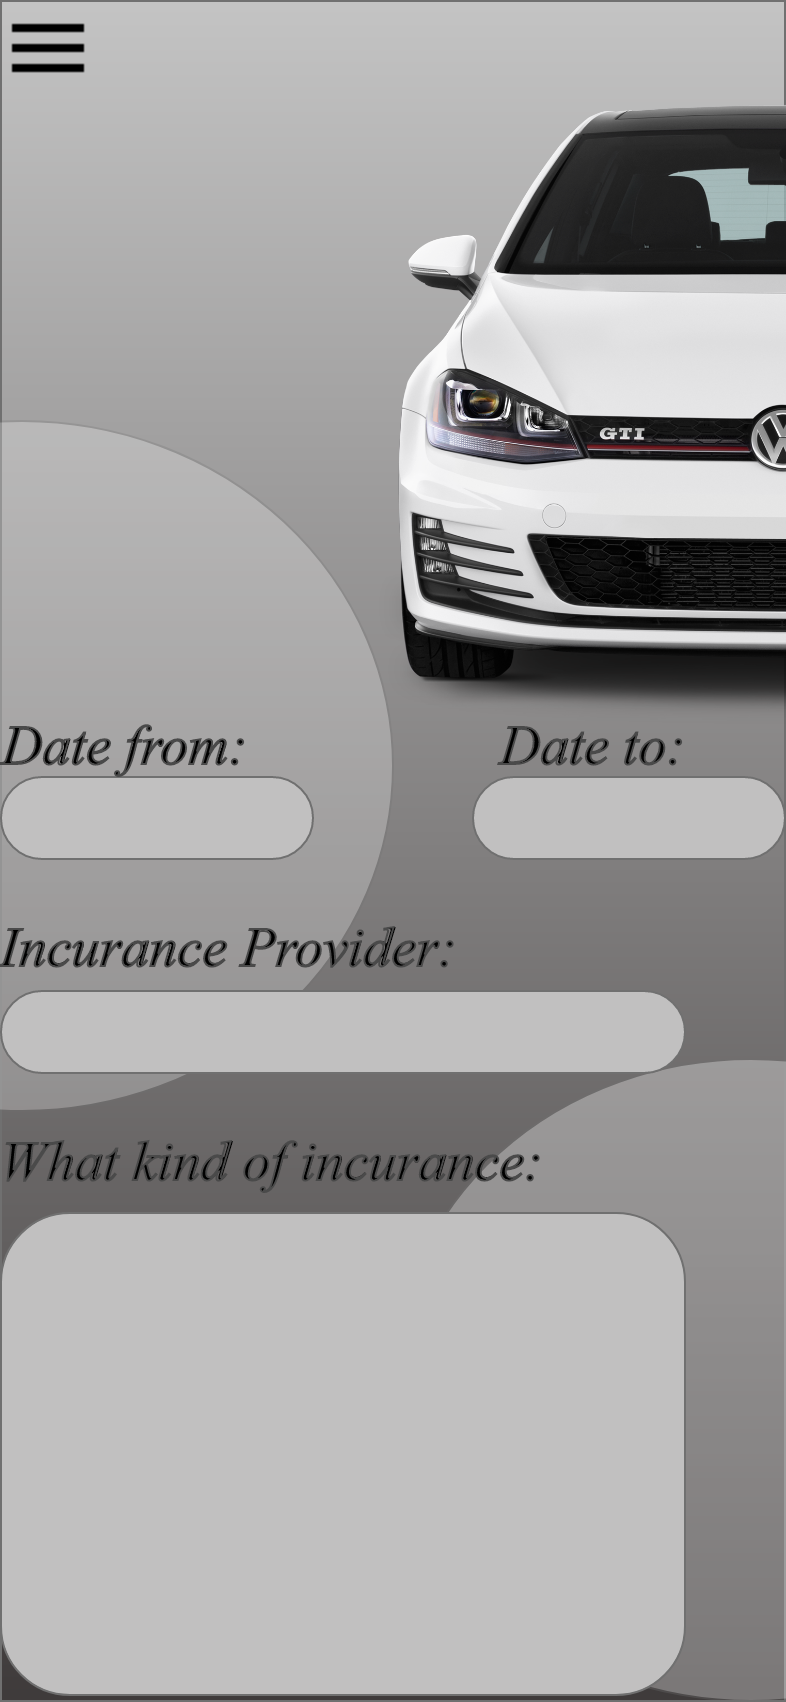 GTI
Date from:
Date to:
Incurance Provider:
What kind of incurance: